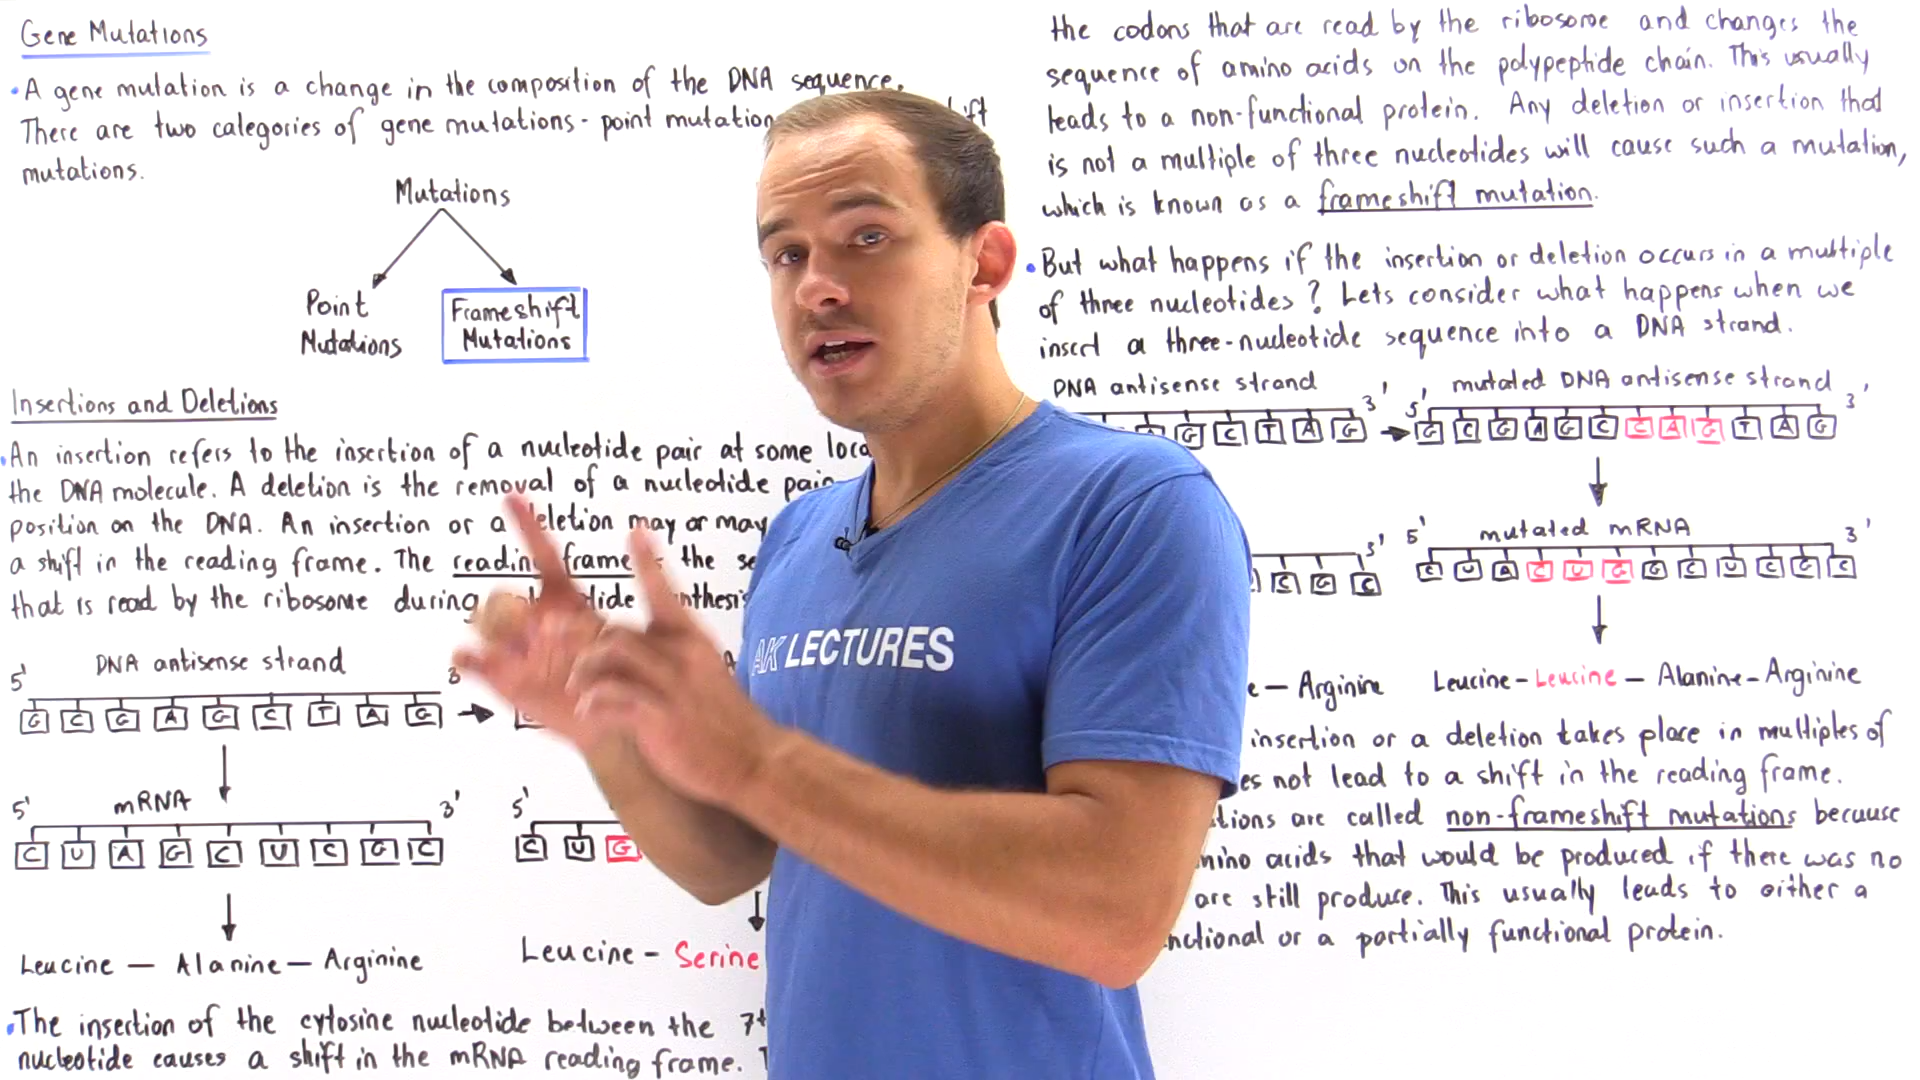 Gene Mutations
• A gene mutation is a change in the composition of the DNA sequence.
There are two categories of gene mutations - point mutation
mutations.
Mutations
Point
Mutations
Frameshift
Mutations
Insertions and Deletions
• An insertion refers to the insertion of a nucleotide pair at some
the DNA molecule. A deletion is the removal of a nucleotide
position on the DNA. An insertion or a deletion may or may
a shift in the reading frame. The reading frame the
that is read by the ribosome during
5' DNA antisense strand 3'
G C G A G C T A G
5' mRNA 3'
C U A G C U C G C
Leucine — Alanine — Arginine
5'
C U G
Leucine - Serine
• The insertion of the cytosine nucleotide between the
nucleotide causes a shift in the mRNA reading frame.
AK LECTURES
the codons that are read by the ribosome and changes the
sequence of amino acids on the polypeptide chain. This usually
leads to a non-functional protein. Any deletion or insertion that
is not a multiple of three nucleotides will cause such a mutation,
which is known as a frameshift mutation.
• But what happens if the insertion or deletion occurs in a multiple
of three nucleotides? Lets consider what happens when we
insert a three-nucleotide sequence into a DNA strand.
DNA antisense strand 3'
G C T A G
5' mutated DNA antisense strand 3'
G C G A G C C A G T A G
3'
C G C
5' mutated mRNA 3'
C U A C U G G C U C G C
— Arginine
Leucine - Leucine — Alanine - Arginine
insertion or a deletion takes place in multiples of
not lead to a shift in the reading frame.
are called non-frameshift mutations because
acids that would be produced if there was no
are still produce. This usually leads to either a
or a partially functional protein.